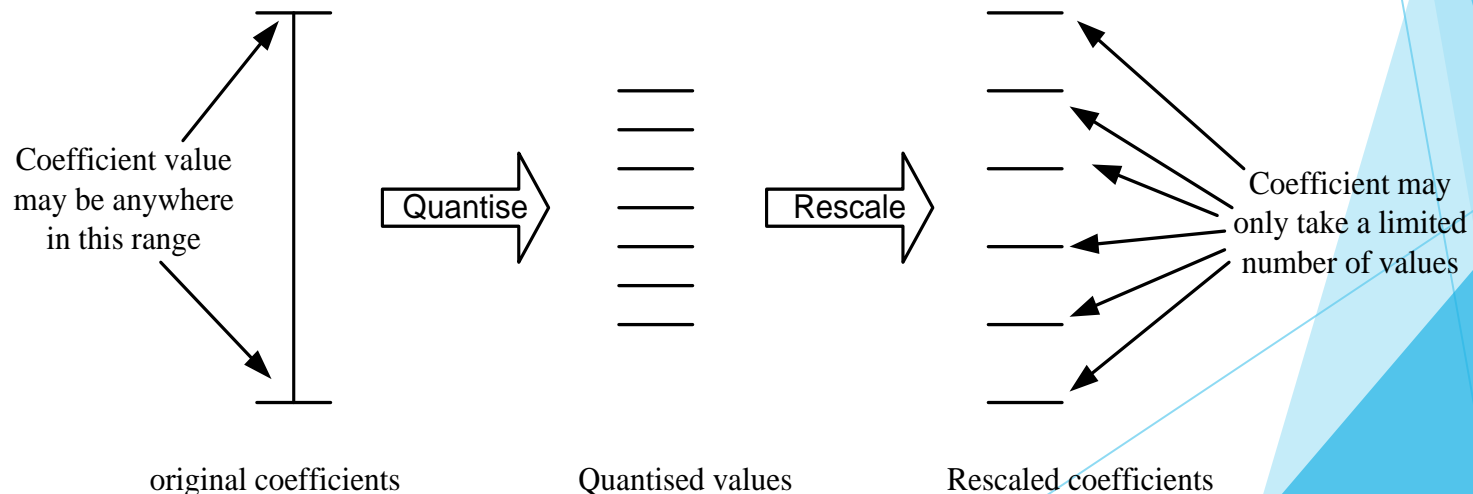 Coefficient value
may be anywhere
in this range
Quantise
Rescale
Coefficient may
only take a limited
number of values
original coefficients
Quantised values
Rescaled coefficients